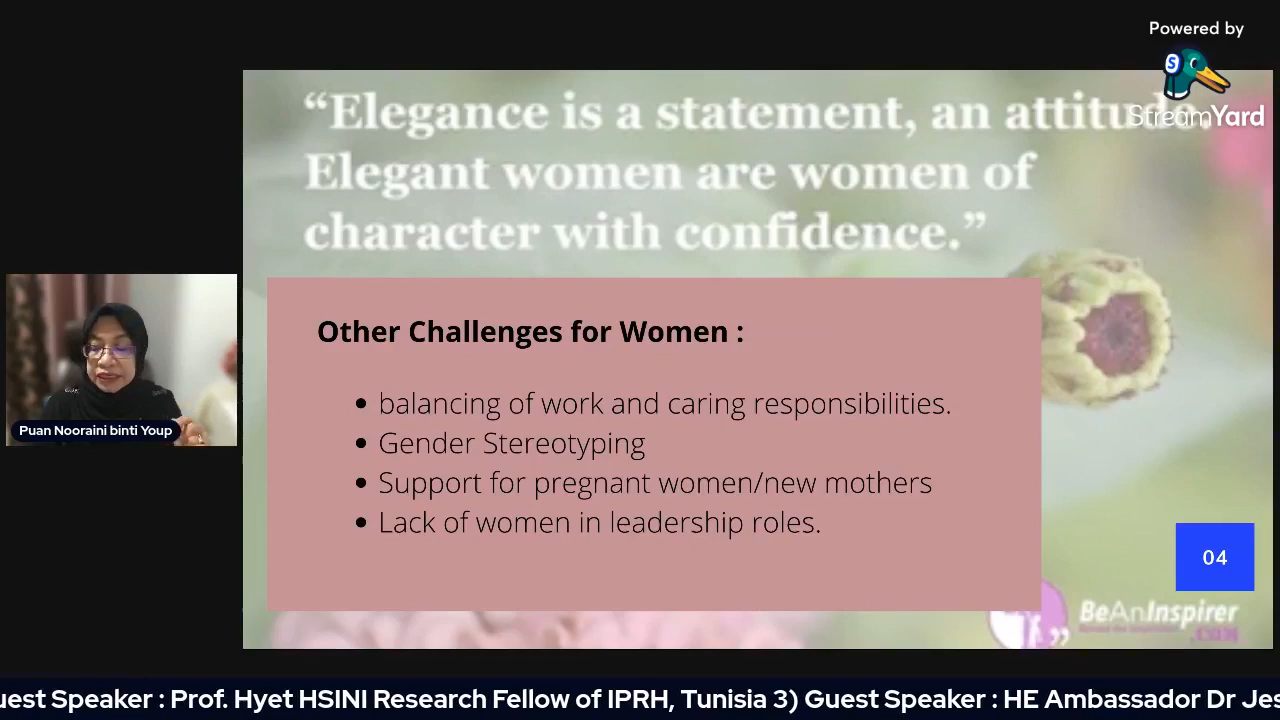 Powered by
StreamYard
“Elegance is a statement, an attitude.
Elegant women are women of
character with confidence.”
Other Challenges for Women :
balancing of work and caring responsibilities.
Gender Stereotyping
Support for pregnant women/new mothers
Lack of women in leadership roles.
Puan Nooraini binti Youp
04
BeAnInspirer
.COM
uest Speaker : Prof. Hyet HSINI Research Fellow of IPRH, Tunisia 3) Guest Speaker : HE Ambassador Dr Jes